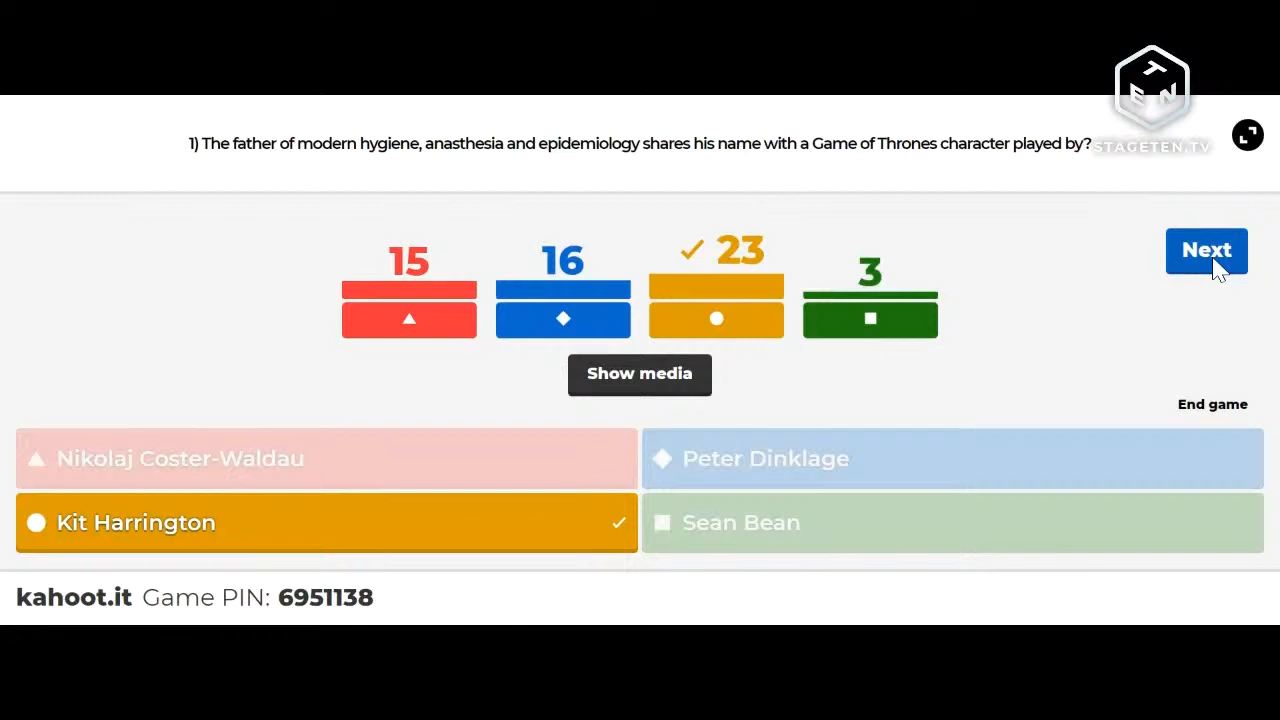 TEN
STAGETEN.TV
1) The father of modern hygiene, anasthesia and epidemiology shares his name with a Game of Thrones character played by?
15
16
23
3
Next
Show media
End game
Nikolaj Coster-Waldau
Peter Dinklage
Kit Harrington
Sean Bean
kahoot.it Game PIN: 6951138